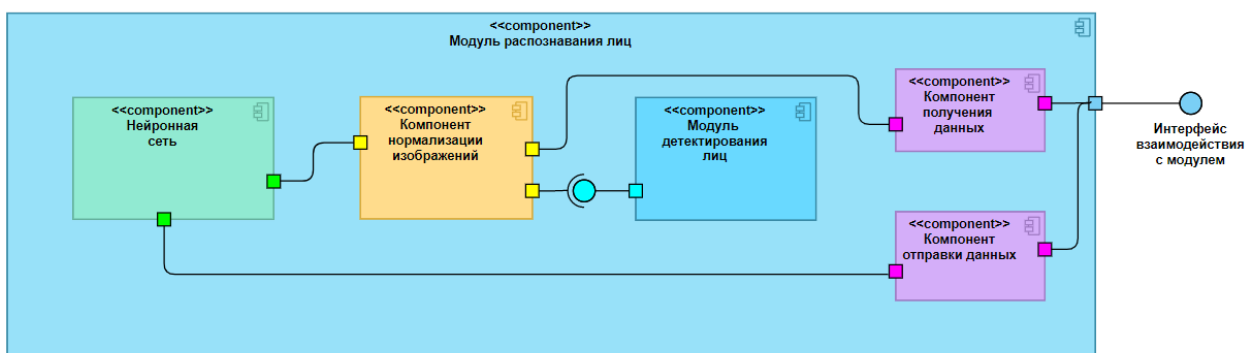 <<component>>
Модуль распознавания лиц
<<component>>
Нейронная
сеть
<<component>>
Компонент
нормализации
изображений
<<component>>
Модуль
детектирования
лиц
<<component>>
Компонент
получения
данных
Интерфейс
взаимодействия
с модулем
<<component>>
Компонент
отправки данных